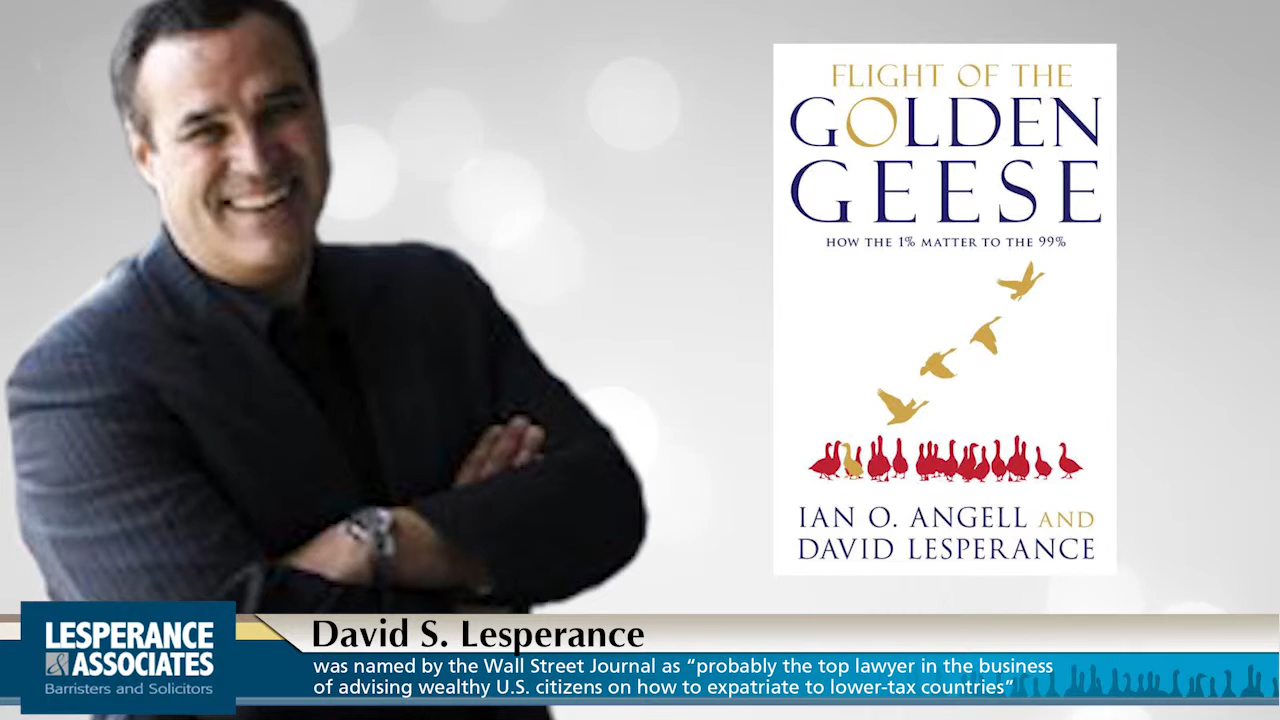 FLIGHT OF THE
GOLDEN
GEESE
HOW THE 1% MATTER TO THE 99%
IAN O. ANGELL AND
DAVID LESPERANCE
LESPERANCE
& ASSOCIATES
Barristers and Solicitors
David S. Lesperance
was named by the Wall Street Journal as “probably the top lawyer in the business
of advising wealthy U.S. citizens on how to expatriate to lower-tax countries”